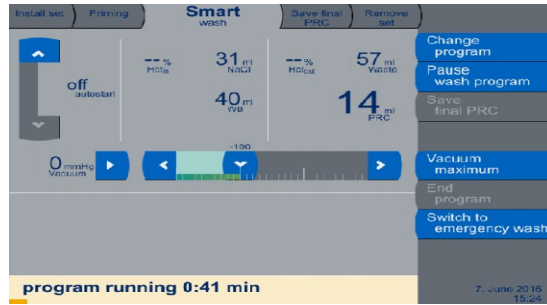 Install set
Priming
Smart
wash
Save final
PRC
Remove
set
off
autostart
--%
Hct in
31 ml
NaCl
40 ml
WB
--%
Hct out
57 ml
Waste
14 ml
PRC
0 mmHg
Vacuum
-100
Change
program
Pause
wash program
Save
final PRC
Vacuum
maximum
End
program
Switch to
emergency wash
program running 0:41 min
7. June 2016
15:24